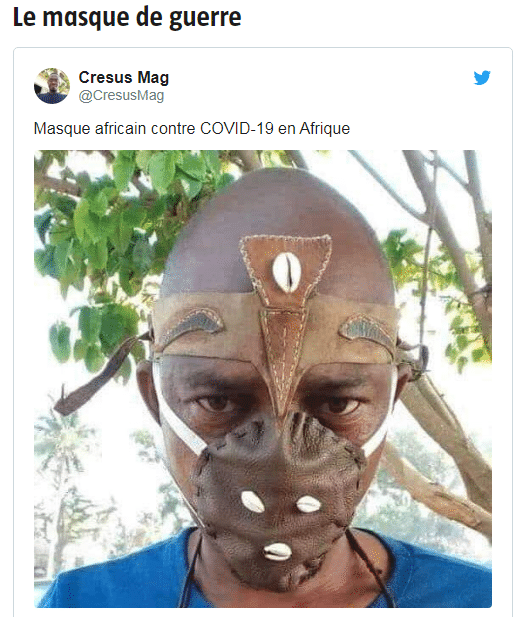 Le masque de guerre
Cresus Mag
@CresusMag
Masque africain contre COVID-19 en Afrique